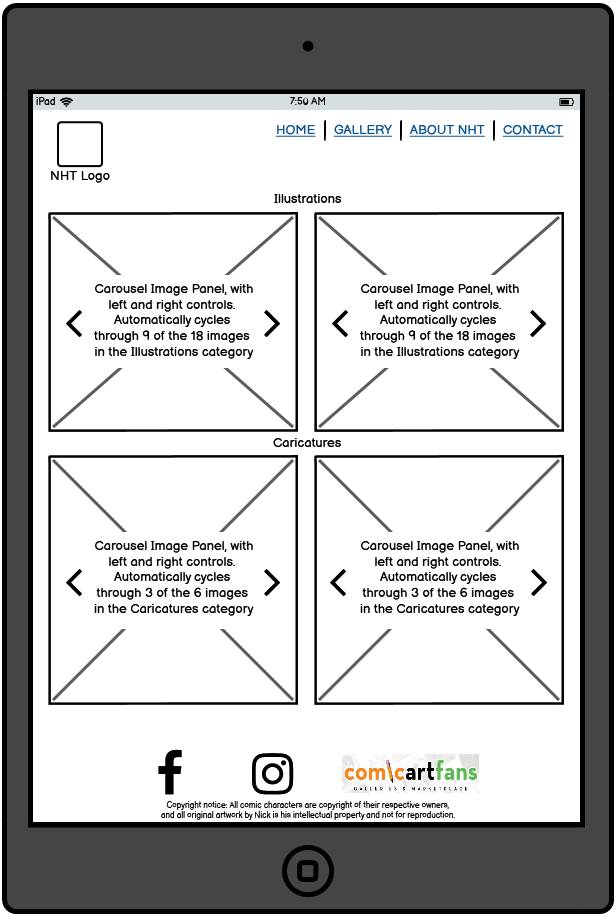 iPad 7:50 AM
HOME GALLERY ABOUT NHT CONTACT
NHT Logo
Illustrations
Carousel Image Panel, with
left and right controls.
Automatically cycles
through 9 of the 18 images
in the Illustrations category
Carousel Image Panel, with
left and right controls.
Automatically cycles
through 9 of the 18 images
in the Illustrations category
Caricatures
Carousel Image Panel, with
left and right controls.
Automatically cycles
through 3 of the 6 images
in the Caricatures category
Carousel Image Panel, with
left and right controls.
Automatically cycles
through 3 of the 6 images
in the Caricatures category
comicartfans
GALLERIES & MARKETPLACE
Copyright notice: All comic characters are copyright of their respective owners,
and all original artwork by Nick is his intellectual property and not for reproduction.